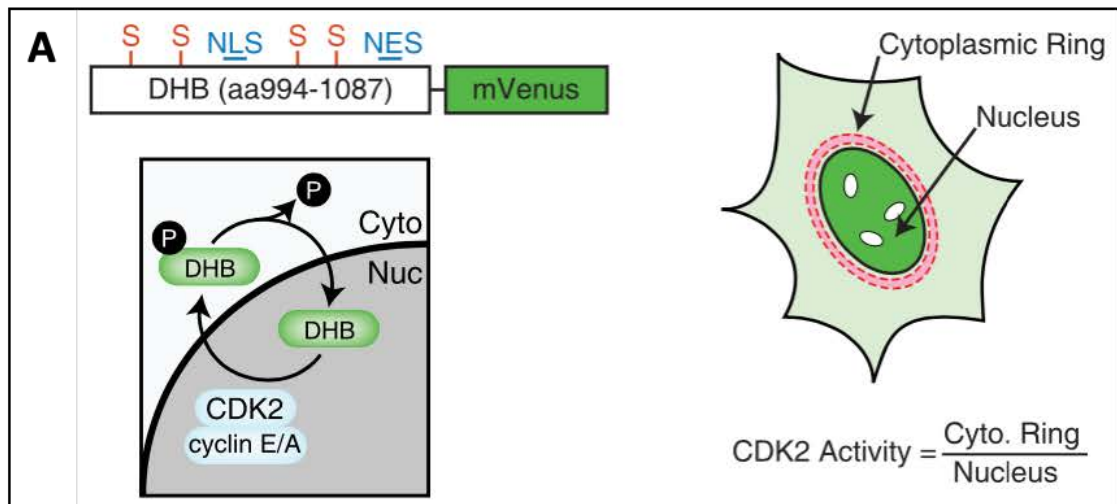 A
S S NLS S S NES
DHB (aa994-1087) mVenus
P
Cyto
P
DHB
Nuc
DHB
CDK2
cyclin E/A
Cytoplasmic Ring
Nucleus
CDK2 Activity = Cyto. Ring
Nucleus